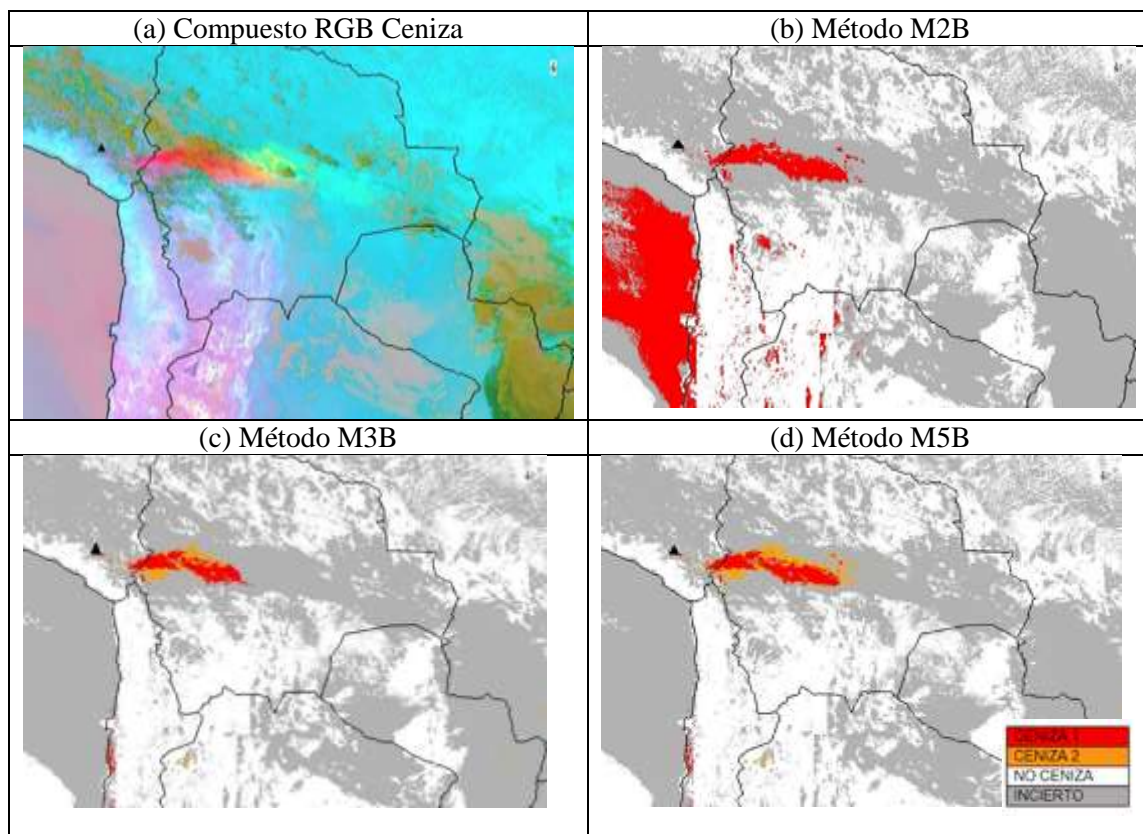 (a) Compuesto RGB Ceniza
(b) Método M2B
(c) Método M3B
(d) Método M5B
CENIZA 1
CENIZA 2
NO CENIZA
INCIERTO